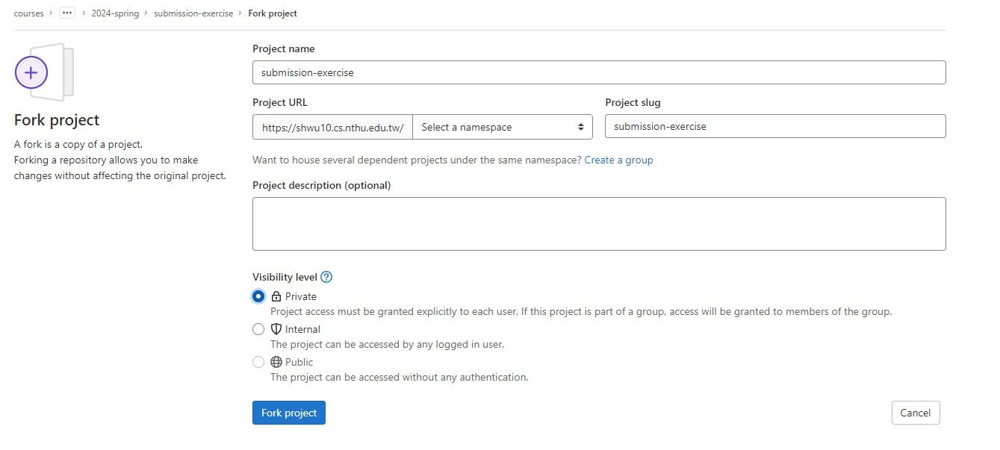 courses > ••• > 2024-spring > submission-exercise > Fork project
Fork project
A fork is a copy of a project.
Forking a repository allows you to make
changes without affecting the original project.
Project name
submission-exercise
Project URL
https://shwu10.cs.nthu.edu.tw/
Select a namespace
Project slug
submission-exercise
Want to house several dependent projects under the same namespace? Create a group
Project description (optional)
Visibility level ?
Private
Project access must be granted explicitly to each user. If this project is part of a group, access will be granted to members of the group.
Internal
The project can be accessed by any logged in user.
Public
The project can be accessed without any authentication.
Fork project
Cancel